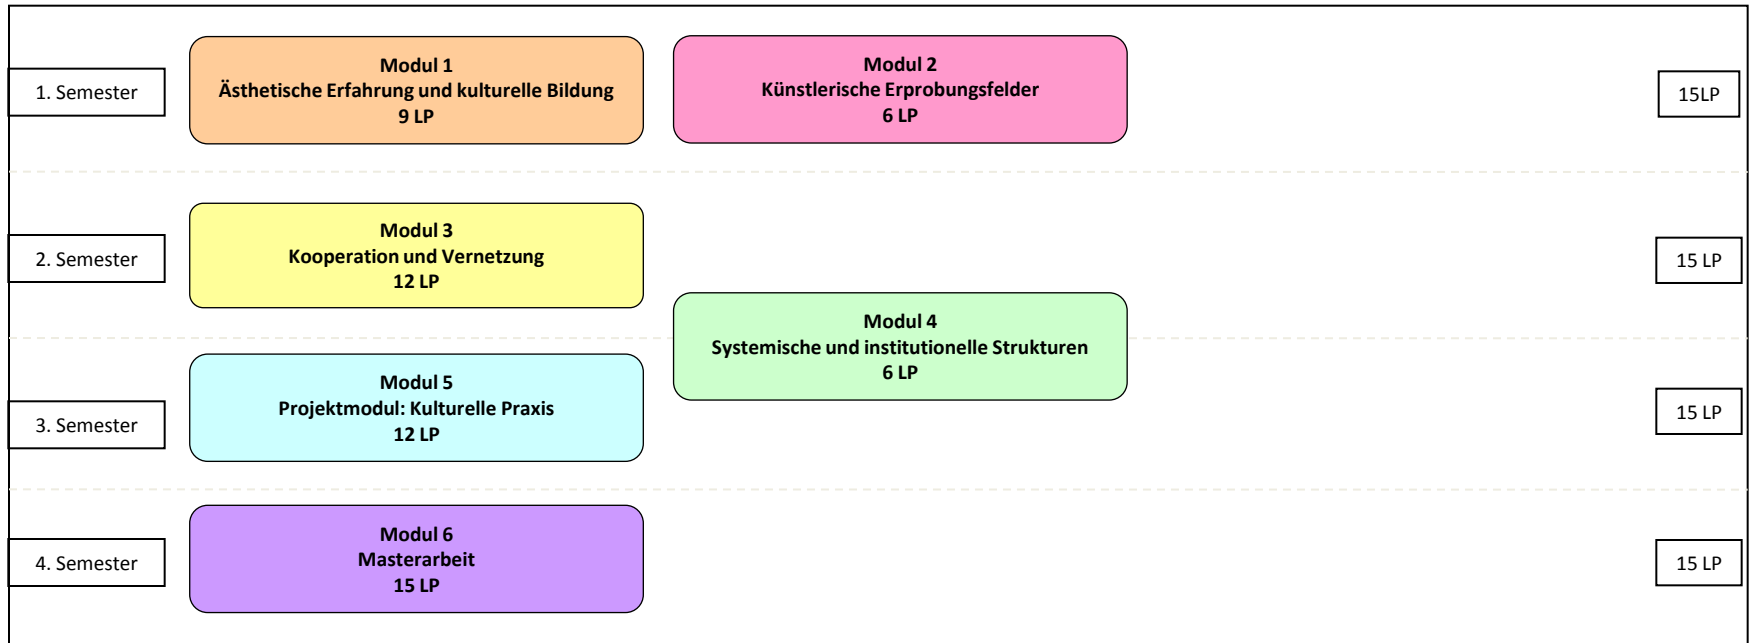 1. Semester
Modul 1
Ästhetische Erfahrung und kulturelle Bildung
9 LP
Modul 2
Künstlerische Erprobungsfelder
6 LP
15LP
2. Semester
Modul 3
Kooperation und Vernetzung
12 LP
15 LP
Modul 4
Systemische und institutionelle Strukturen
6 LP
3. Semester
Modul 5
Projektmodul: Kulturelle Praxis
12 LP
15 LP
4. Semester
Modul 6
Masterarbeit
15 LP
15 LP